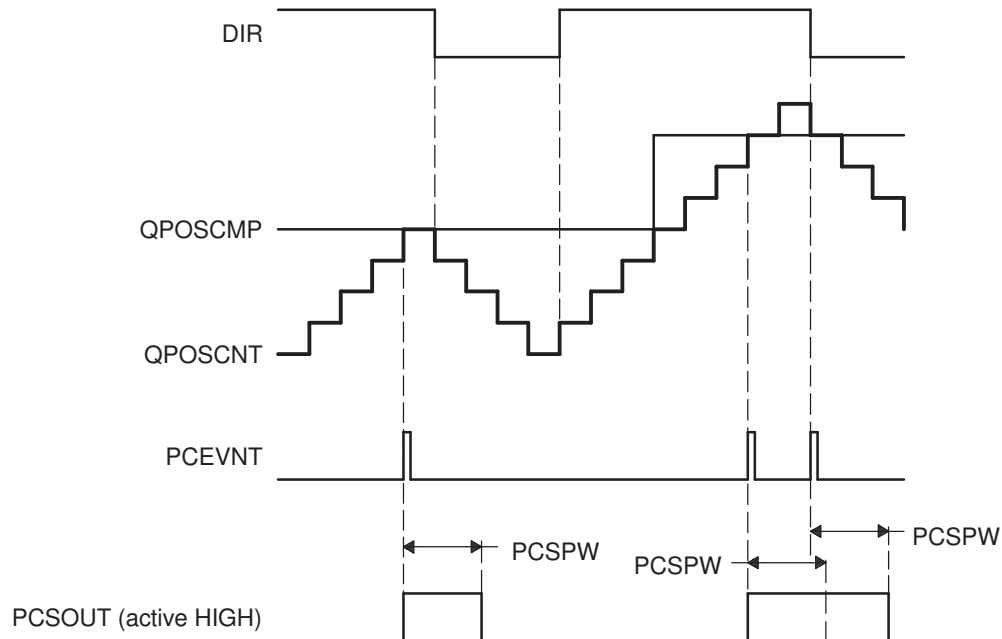 DIR
QPOSCMP
QPOSCNT
PCEVNT
PCSPW
PCSPW
PCSPW
PCSOUT (active HIGH)